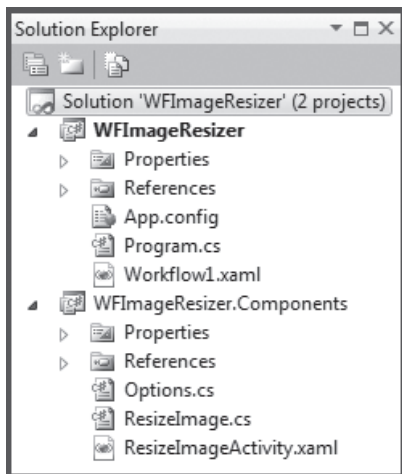 Solution Explorer
Solution 'WFImageResizer' (2 projects)
WFImageResizer
Properties
References
App.config
Program.cs
Workflow1.xaml
WFImageResizer.Components
Properties
References
Options.cs
ResizeImage.cs
ResizeImageActivity.xaml